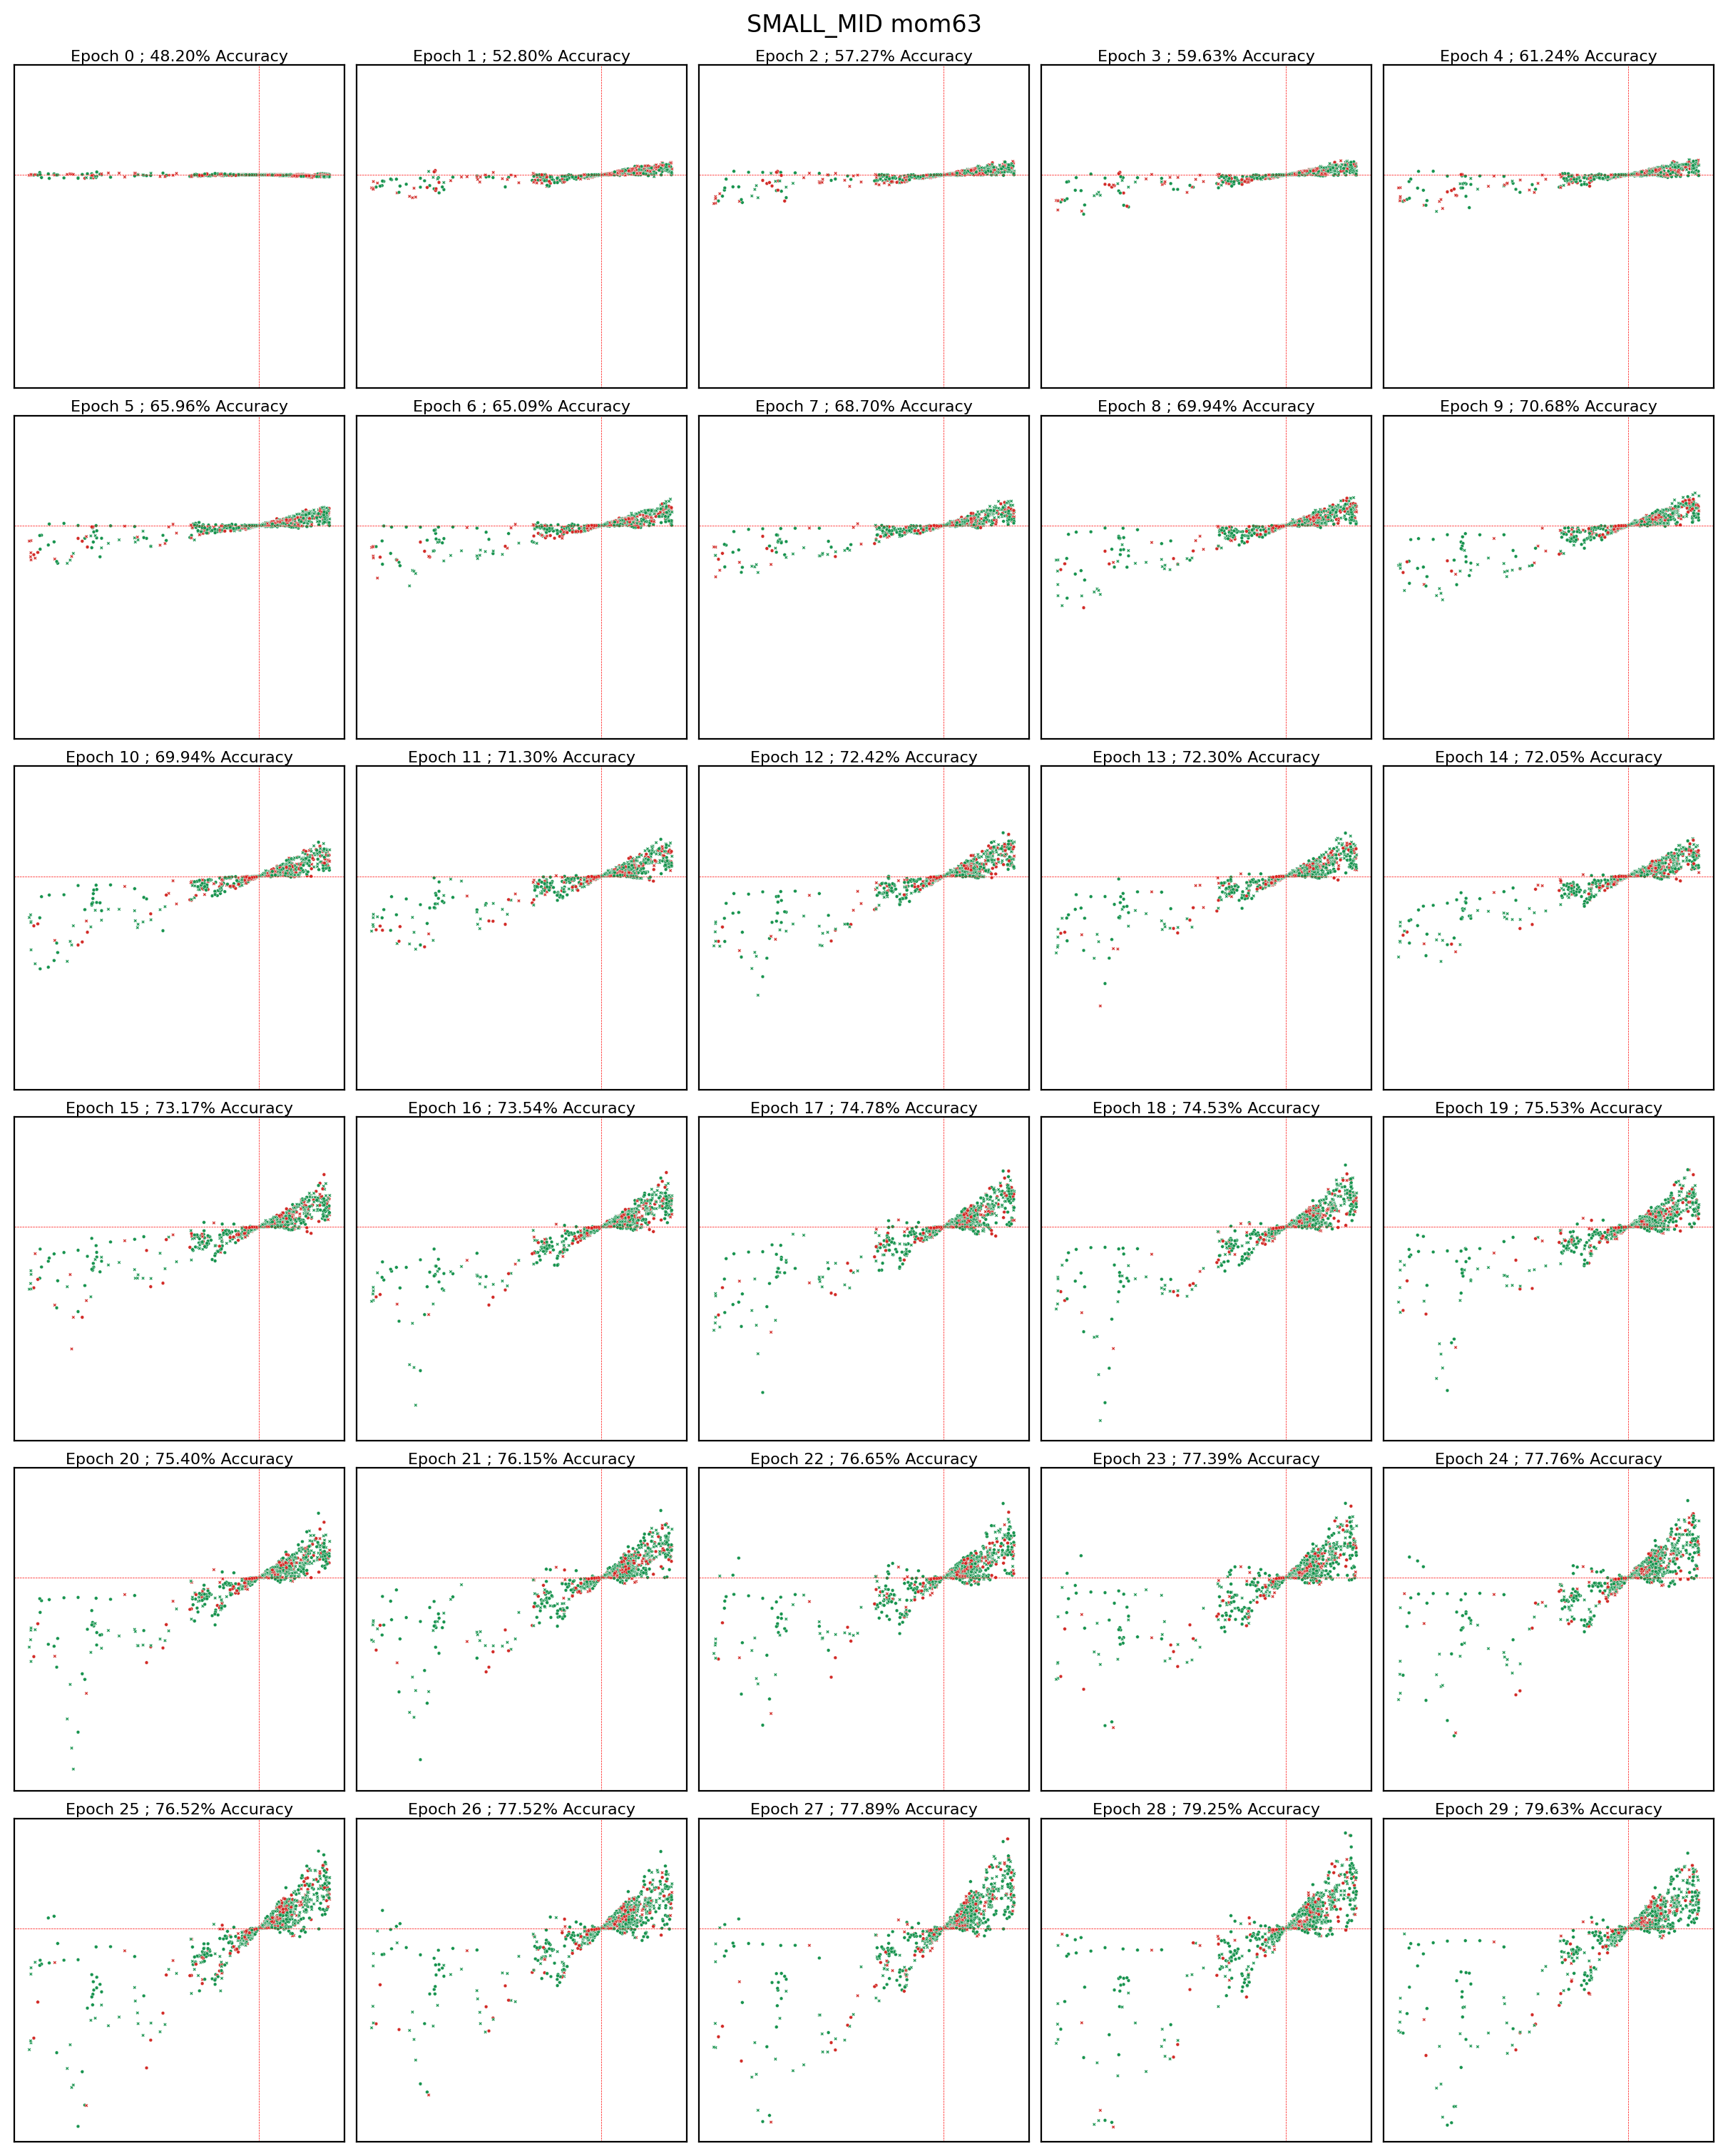 SMALL_MID mom63
Epoch 0 ; 48.20% Accuracy
Epoch 1 ; 52.80% Accuracy
Epoch 2 ; 57.27% Accuracy
Epoch 3 ; 59.63% Accuracy
Epoch 4 ; 61.24% Accuracy
Epoch 5 ; 65.96% Accuracy
Epoch 6 ; 65.09% Accuracy
Epoch 7 ; 68.70% Accuracy
Epoch 8 ; 69.94% Accuracy
Epoch 9 ; 70.68% Accuracy
Epoch 10 ; 69.94% Accuracy
Epoch 11 ; 71.30% Accuracy
Epoch 12 ; 72.42% Accuracy
Epoch 13 ; 72.30% Accuracy
Epoch 14 ; 72.05% Accuracy
Epoch 15 ; 73.17% Accuracy
Epoch 16 ; 73.54% Accuracy
Epoch 17 ; 74.78% Accuracy
Epoch 18 ; 74.53% Accuracy
Epoch 19 ; 75.53% Accuracy
Epoch 20 ; 75.40% Accuracy
Epoch 21 ; 76.15% Accuracy
Epoch 22 ; 76.65% Accuracy
Epoch 23 ; 77.39% Accuracy
Epoch 24 ; 77.76% Accuracy
Epoch 25 ; 76.52% Accuracy
Epoch 26 ; 77.52% Accuracy
Epoch 27 ; 77.89% Accuracy
Epoch 28 ; 79.25% Accuracy
Epoch 29 ; 79.63% Accuracy